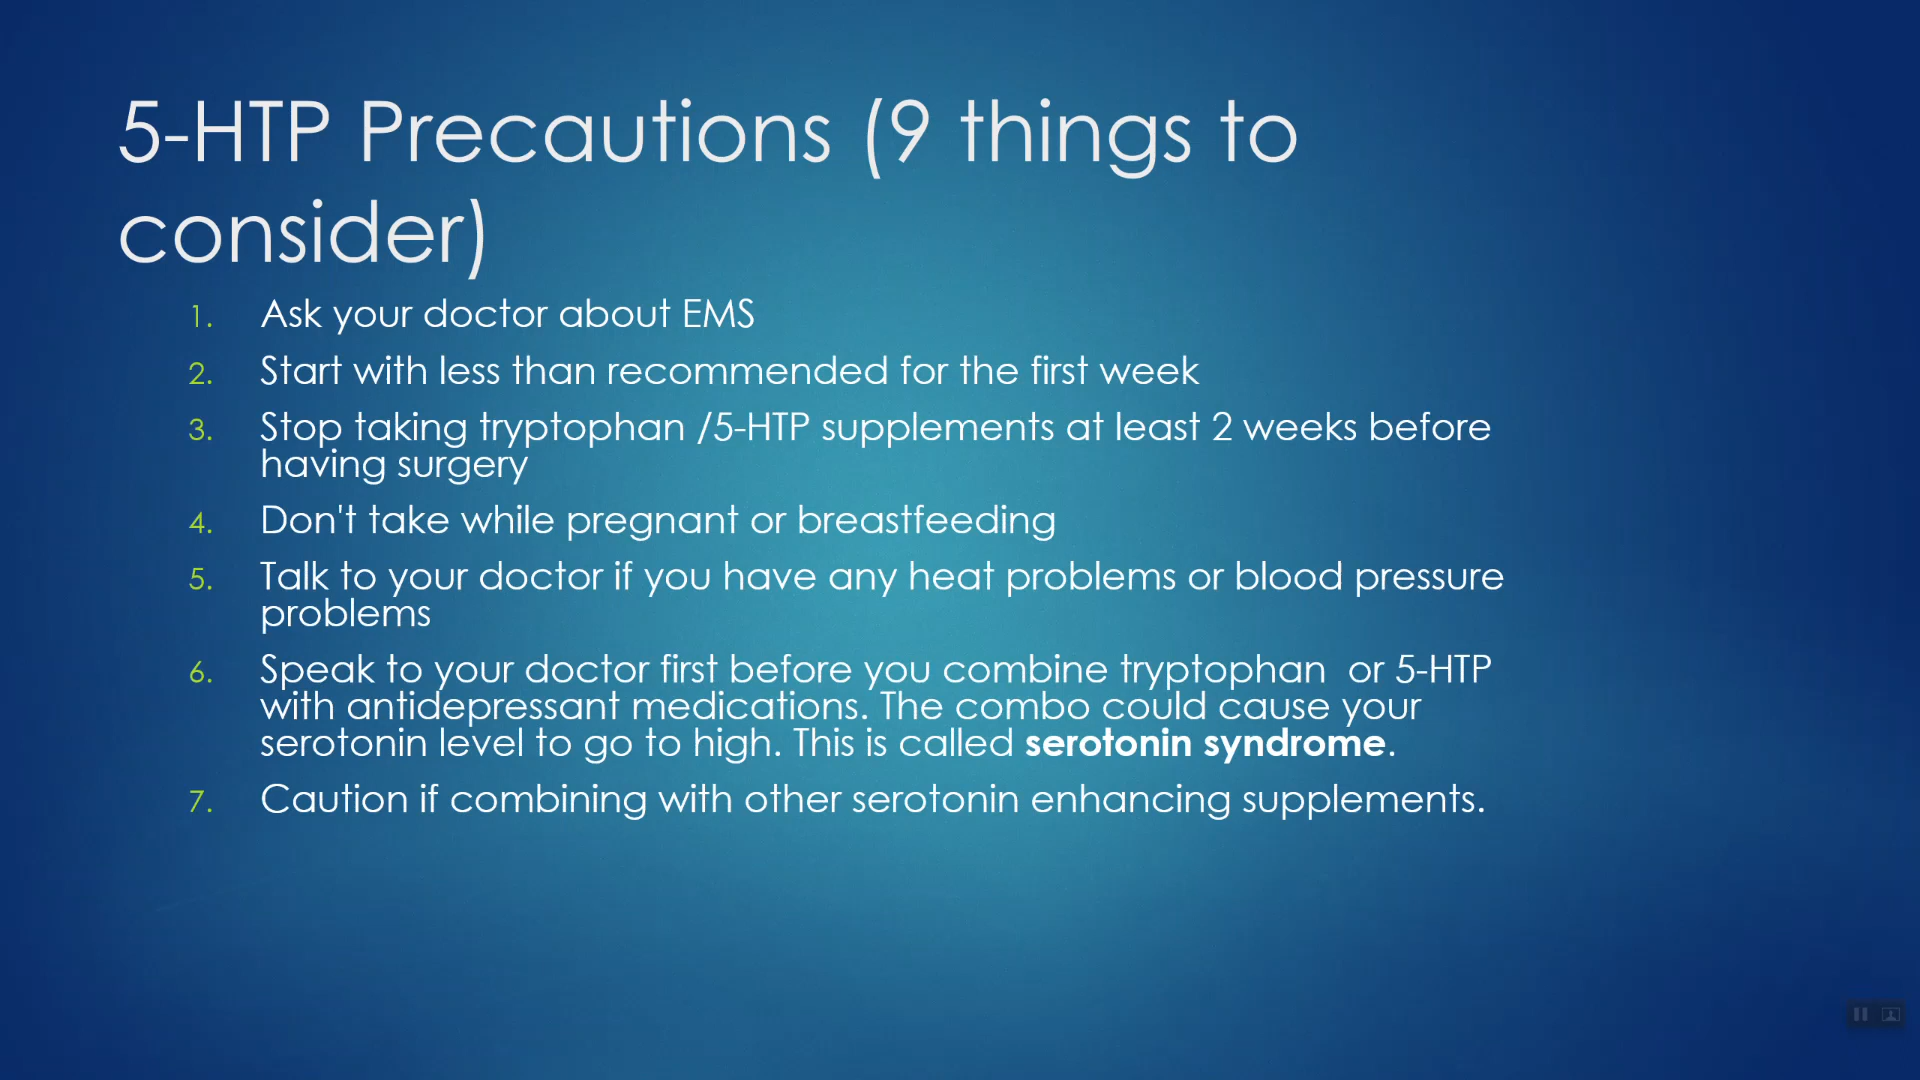 5-HTP Precautions (9 things to
consider)
1. Ask your doctor about EMS
2. Start with less than recommended for the first week
3. Stop taking tryptophan /5-HTP supplements at least 2 weeks before
having surgery
4. Don't take while pregnant or breastfeeding
5. Talk to your doctor if you have any heat problems or blood pressure
problems
6. Speak to your doctor first before you combine tryptophan  or 5-HTP
with antidepressant medications. The combo could cause your
serotonin level to go to high. This is called serotonin syndrome.
7. Caution if combining with other serotonin enhancing supplements.